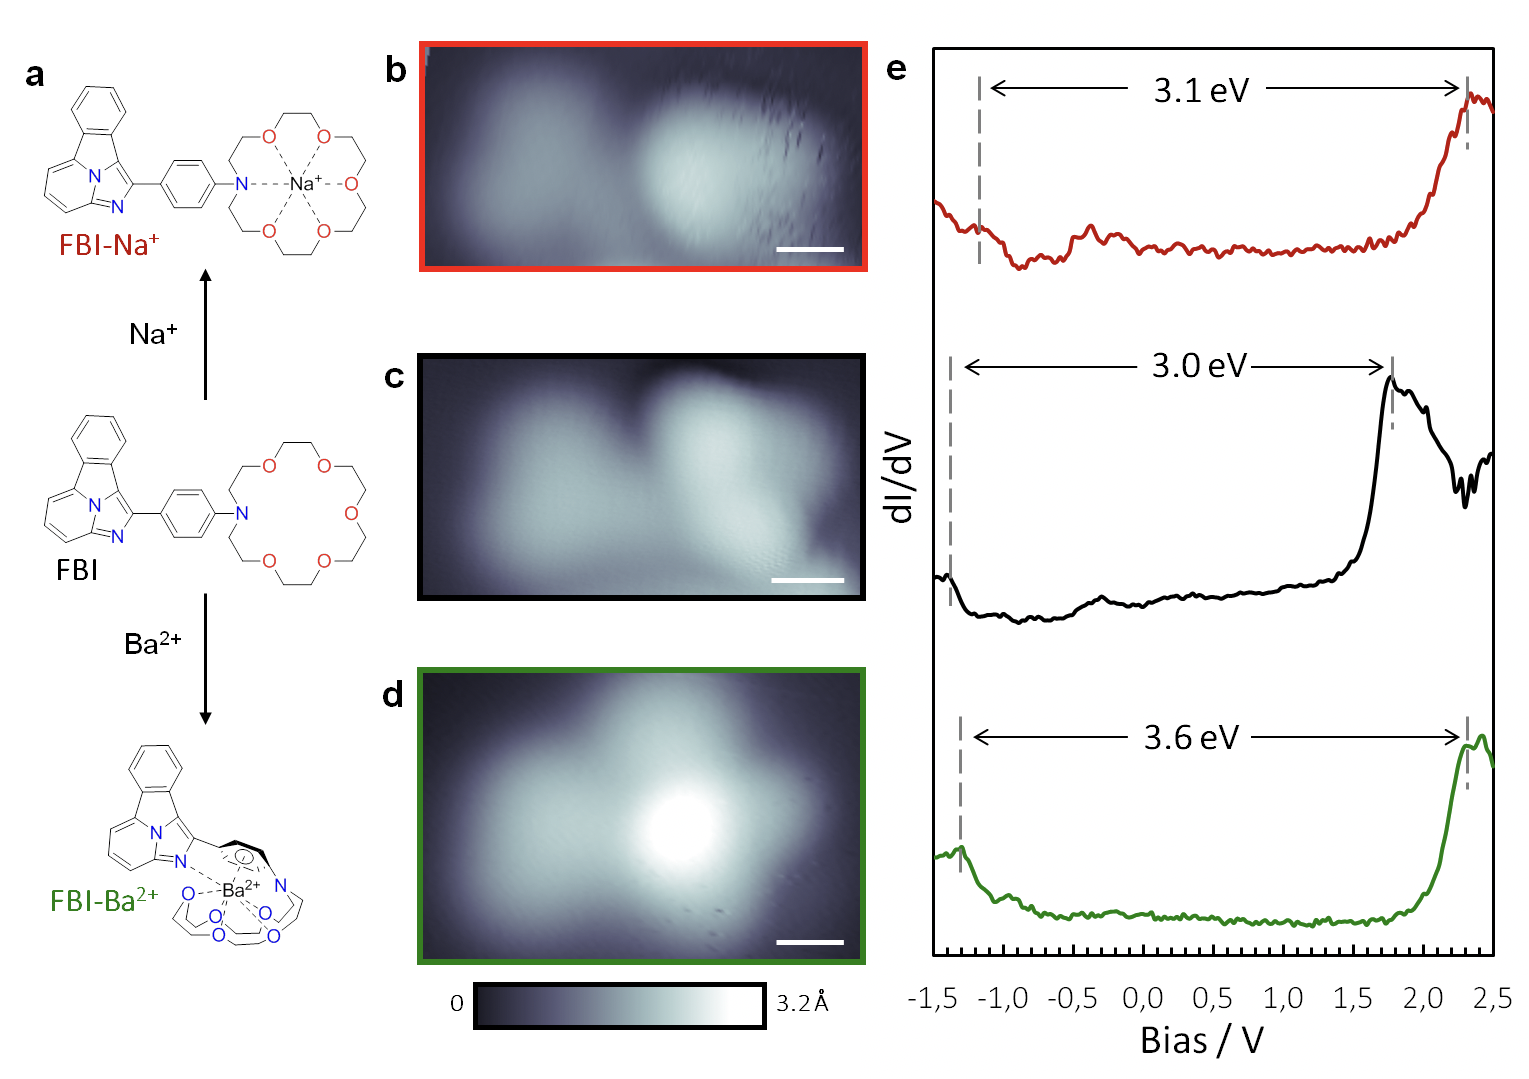 a
N
N
N
O
O
O
O
O
Na⁺
FBI-Na⁺
Na⁺
N
N
N
O
O
O
O
O
FBI
Ba²⁺
N
N
N
Ba²⁺
O
O
O
O
O
FBI-Ba²⁺
b
c
d
0
3.2 Å
e
3.1 eV
3.0 eV
3.6 eV
dI/dV
-1,5 -1,0 -0,5 0,0 0,5 1,0 1,5 2,0 2,5
Bias / V